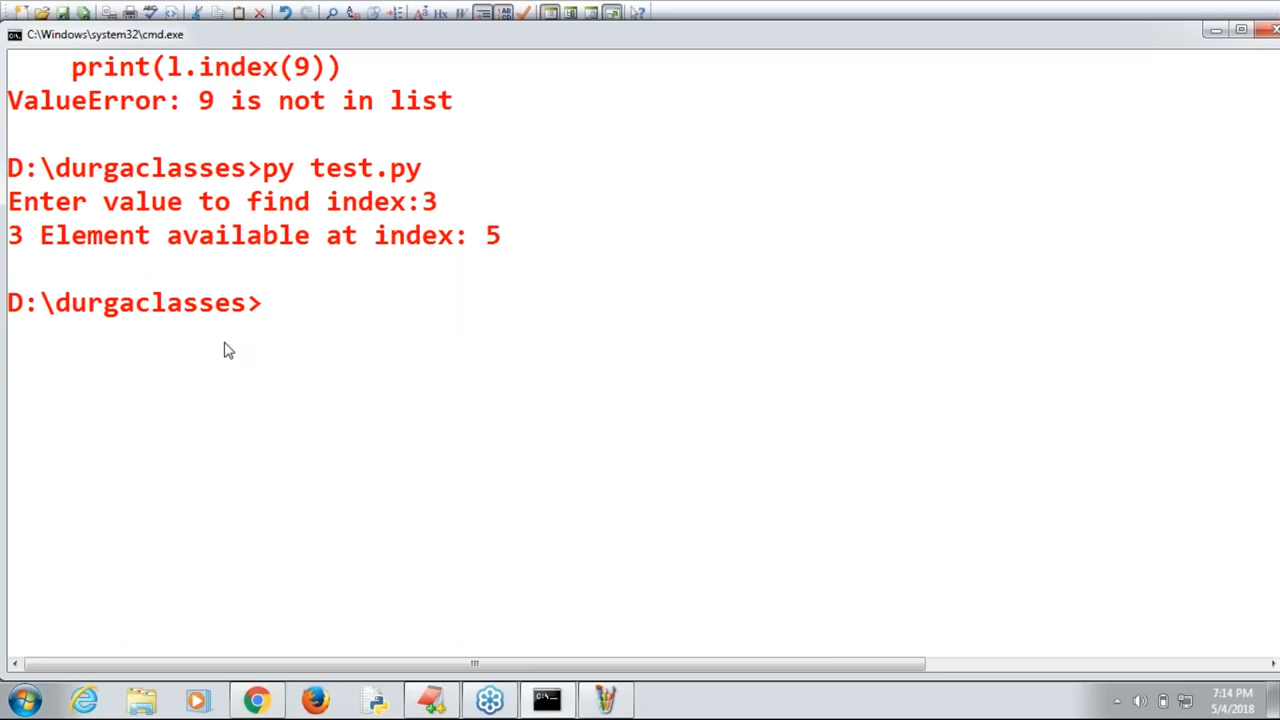 C:\Windows\system32\cmd.exe
    print(l.index(9))
ValueError: 9 is not in list
D:\durgaclasses>py test.py
Enter value to find index:3
3 Element available at index: 5
D:\durgaclasses>
7:14 PM
5/4/2018